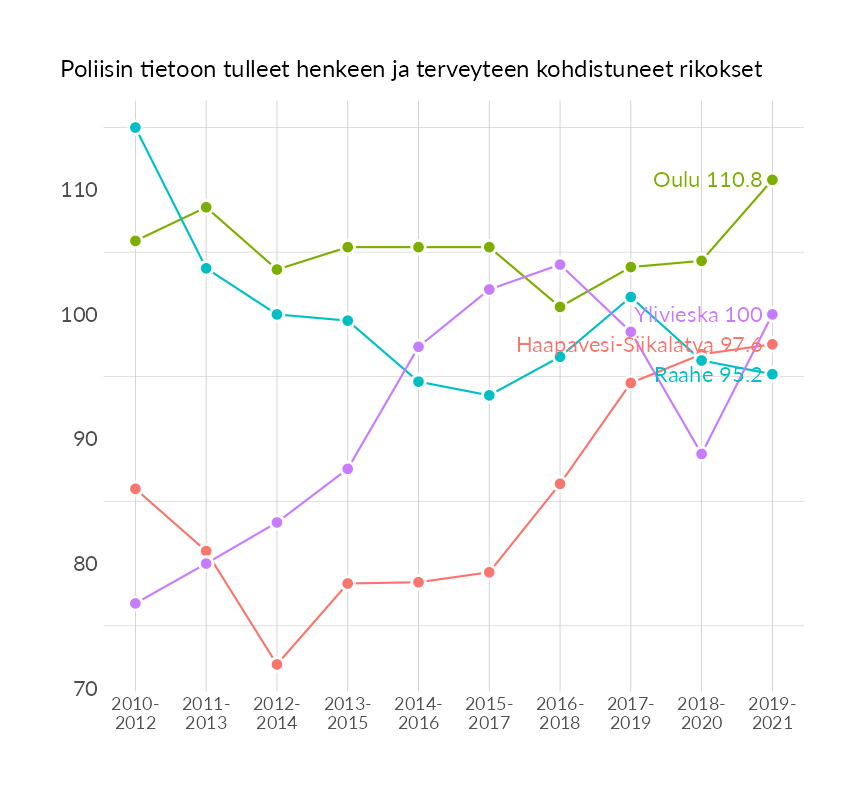 Poliisin tietoon tulleet henkeen ja terveyteen kohdistuneet rikokset
110
100
90
80
70
Oulu 110.8
Ylivieska 100
Haapavesi-Siikalatva 97.6
Raahe 95.2
2010- 2011- 2012- 2013- 2014- 2015- 2016- 2017- 2018- 2019-
2012 2013 2014 2015 2016 2017 2018 2019 2020 2021